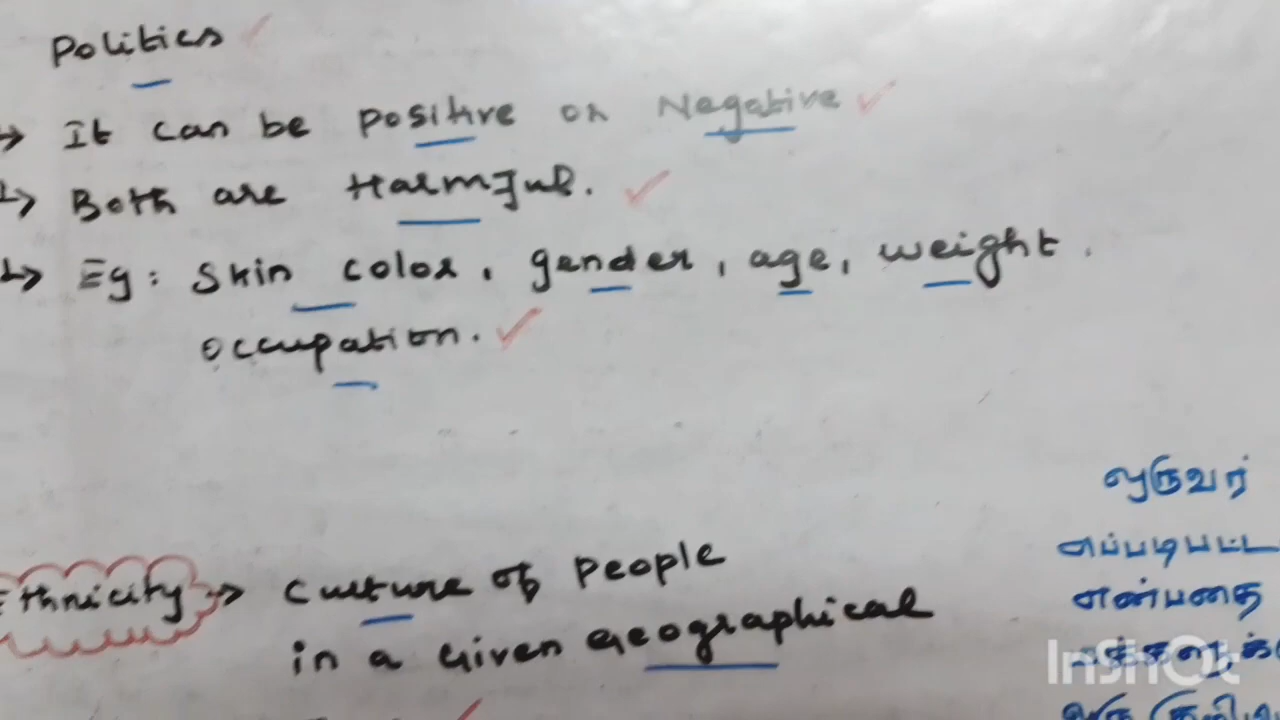 Politics
→ It can be positive or Negative
↳ Both are Harmful.
↳ Eg: Skin color, gender, age, weight.
occupation.
Ethnicity → Culture of People
in a Given Geographical
ஒருவர்
எப்படிபட்ட
என்பதை
InShOt